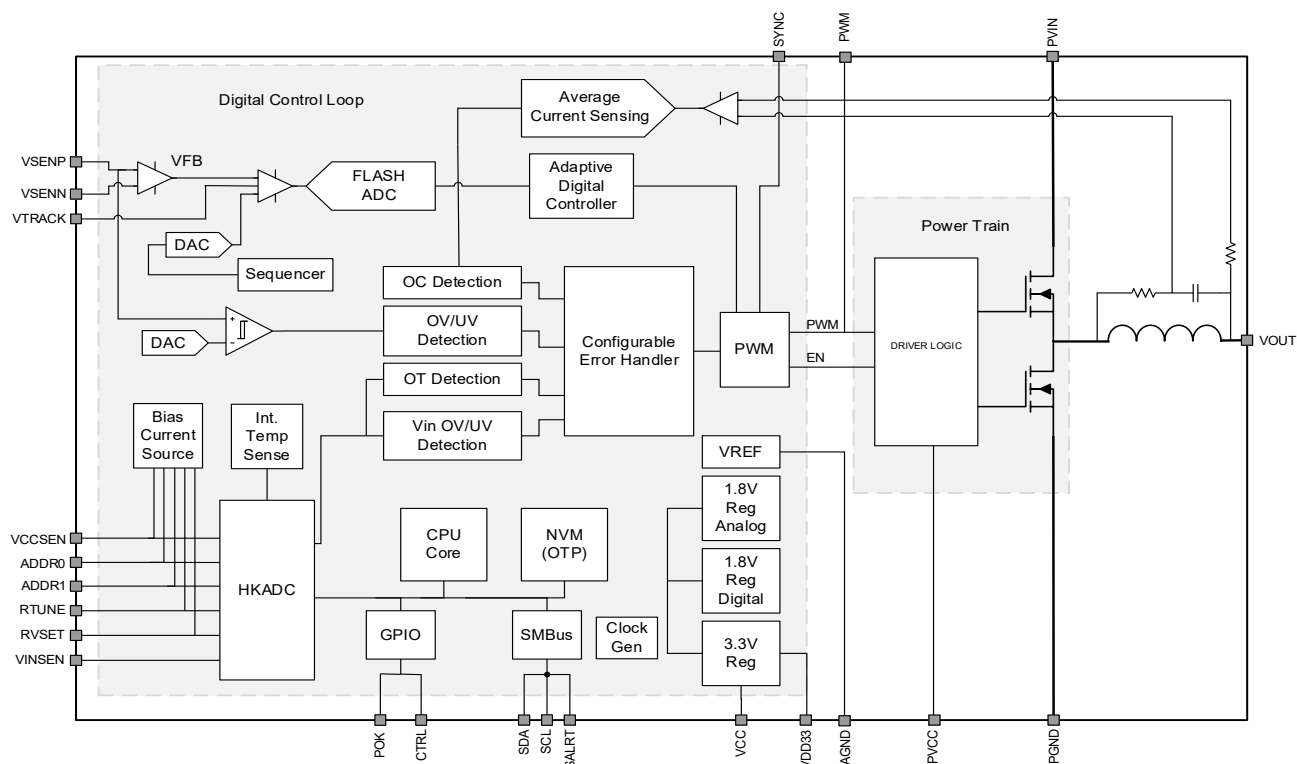 SYNC
PWM
PVIN
Digital Control Loop
Average
Current Sensing
VSENP
VSENN
VTRACK
VFB
FLASH
ADC
Adaptive
Digital
Controller
DAC
Sequencer
Power Train
OC Detection
+
-
DAC
OV/UV
Detection
Configurable
Error Handler
PWM
PWM
EN
DRIVER LOGIC
VOUT
OT Detection
Vin OV/UV
Detection
Bias
Current
Source
Int.
Temp
Sense
VREF
1.8V
Reg
Analog
VCCSEN
ADDR0
ADDR1
RTUNE
RVSET
VINSEN
HKADC
CPU
Core
NVM
(OTP)
1.8V
Reg
Digital
GPIO
SMBus
Clock
Gen
3.3V
Reg
POK
CTRL
SDA
SCL
SALRT
VCC
VDD33
AGND
PVCC
PGND